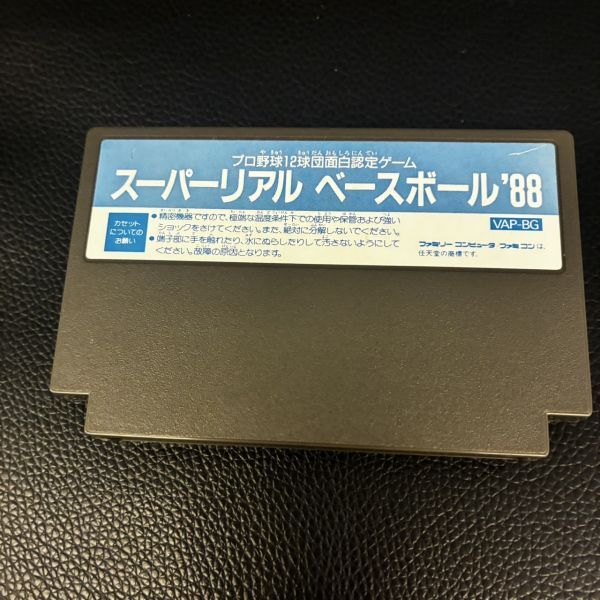 プロ野球12球団面白認定ゲーム
スーパーリアル ベースボール'88
カセット
についての
お願い
●精密機器ですので、極端な温度条件下での使用や保管および強い
ショックをさけてください。また、絶対に分解しないでください。
●端子部に手を触れたり、水にぬらしたりして汚さないようにして
ください。故障の原因となります。
VAP-BG
ファミリーコンピュータ ファミコンは、
任天堂の商標です。